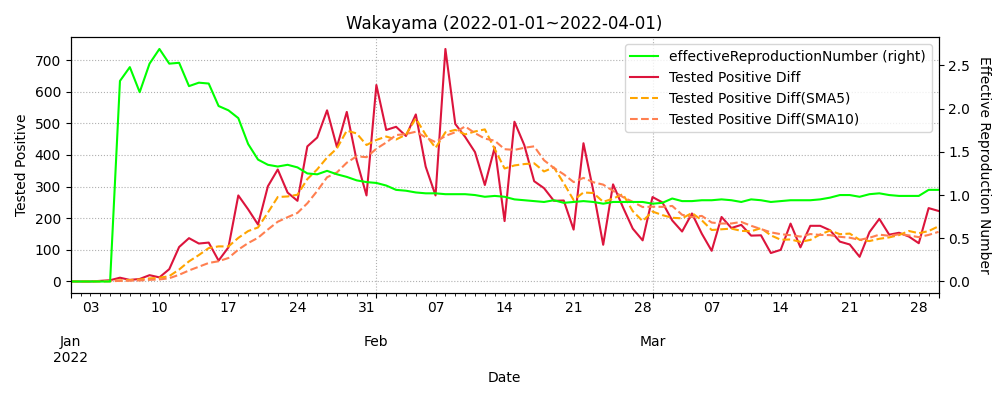 Wakayama (2022-01-01~2022-04-01)
effectiveReproductionNumber (right)
Tested Positive Diff
Tested Positive Diff(SMA5)
Tested Positive Diff(SMA10)
Tested Positive
700
600
500
400
300
200
100
0
2.5
2.0
1.5
1.0
0.5
0.0
Effective Reproduction Number
03 10 17 24 31 07 14 21 28 07 14 21 28
Jan Feb Mar
2022
Date